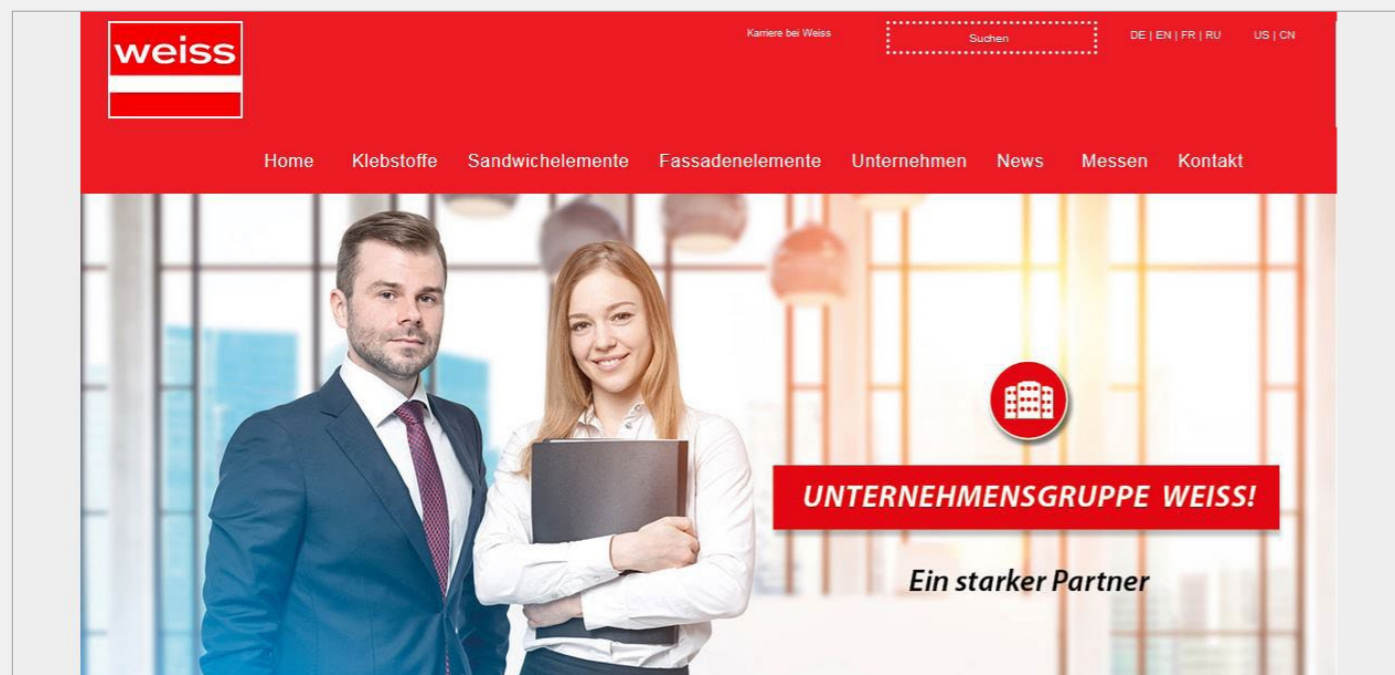 weiss
Karriere bei Weiss
Suchen
DE | EN | FR | RU
US | CN
Home Klebstoffe Sandwichelemente Fassadenelemente Unternehmen News Messen Kontakt
UNTERNEHMENSGRUPPE WEISS!
Ein starker Partner